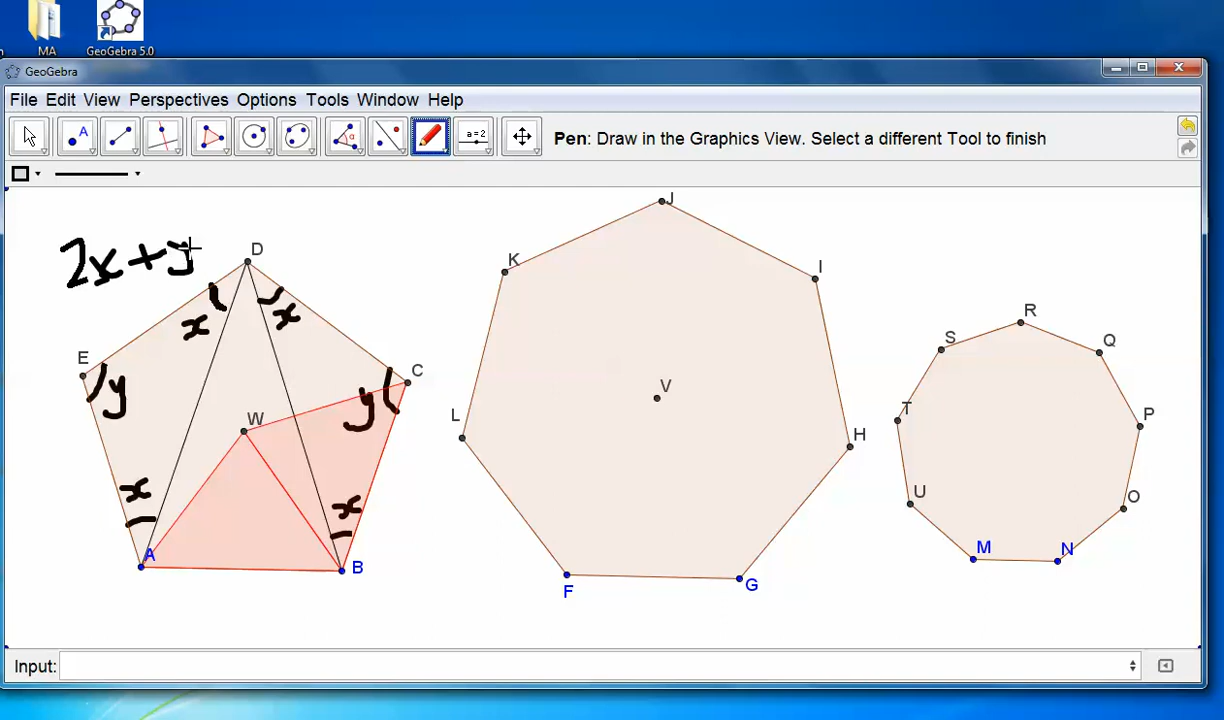 MA
GeoGebra 5.0
GeoGebra
File Edit View Perspectives Options Tools Window Help
A
α
a=2
Pen: Draw in the Graphics View. Select a different Tool to finish
J
2x+y
D
K
I
x
x
R
S
Q
E
C
y
y
V
W
L
H
T
P
x
x
U
O
A
B
M
N
F
G
Input: